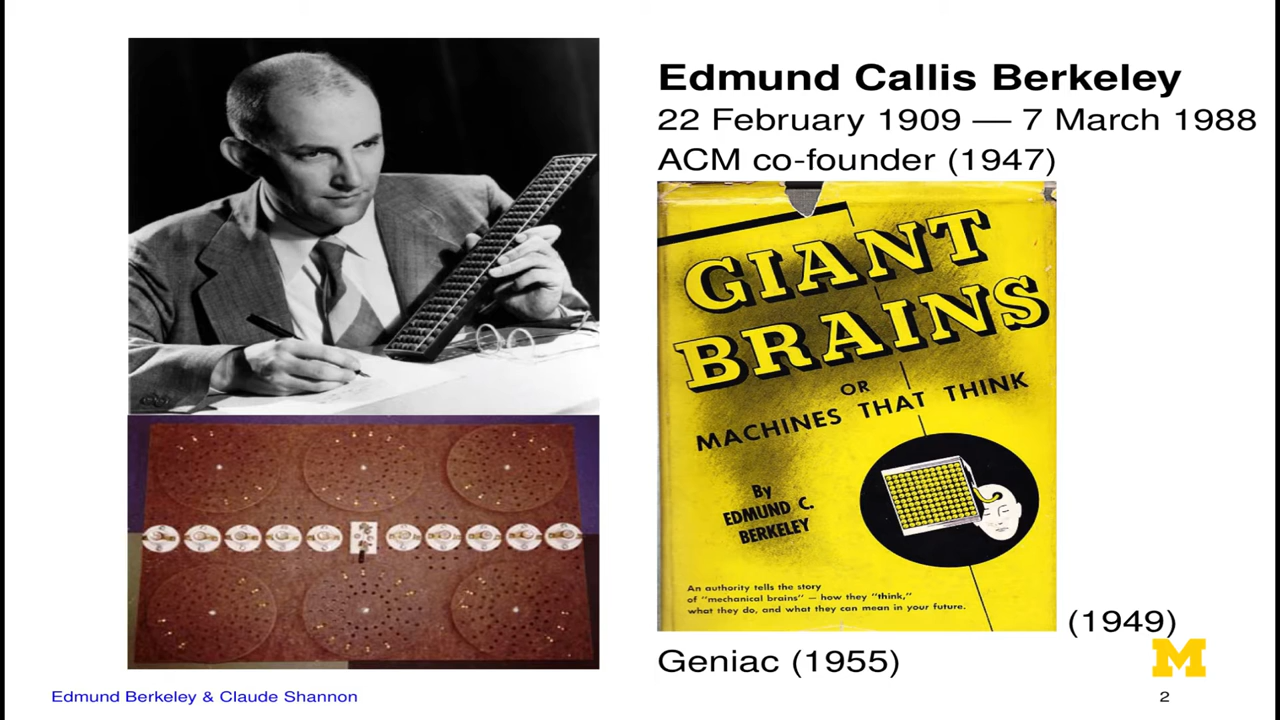 Edmund Callis Berkeley
22 February 1909 — 7 March 1988
ACM co-founder (1947)
GIANT
BRAINS
OR
MACHINES THAT THINK
By
EDMUND C.
BERKELEY
An authority tells the story
of "mechanical brains" — how they "think,"
what they do, and what they can mean in your future.
(1949)
Geniac (1955)
M
Edmund Berkeley & Claude Shannon
2